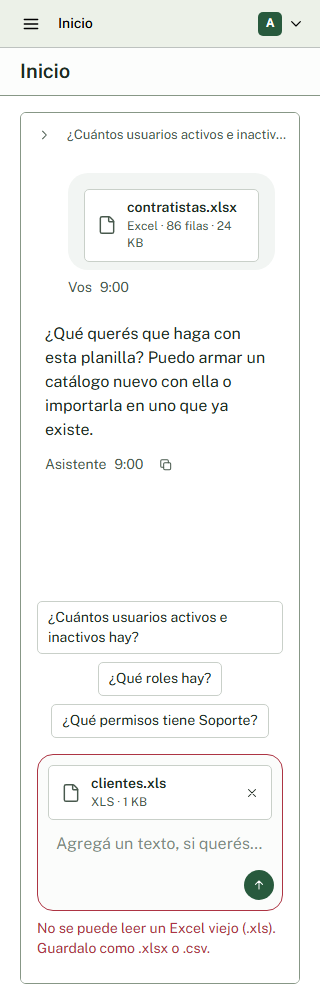 Inicio
A
Inicio
¿Cuántos usuarios activos e inactiv...
contratistas.xlsx
Excel · 86 filas · 24
KB
Vos 9:00
¿Qué querés que haga con
esta planilla? Puedo armar un
catálogo nuevo con ella o
importarla en uno que ya
existe.
Asistente 9:00
¿Cuántos usuarios activos e
inactivos hay?
¿Qué roles hay?
¿Qué permisos tiene Soporte?
clientes.xls
XLS · 1 KB
Agregá un texto, si querés...
No se puede leer un Excel viejo (.xls).
Guardalo como .xlsx o .csv.